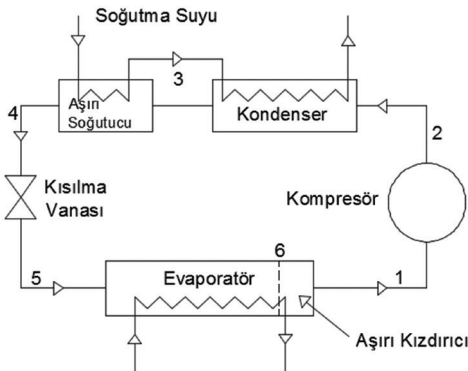 Soğutma Suyu
3
4
Aşırı
Soğutucu
Kondenser
2
Kısılma
Vanası
Kompresör
6
5
Evaporatör
1
Aşırı Kızdırıcı